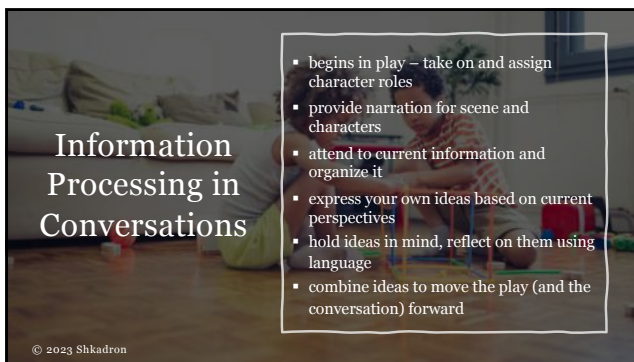 Information
Processing in
Conversations
▪ begins in play – take on and assign
character roles
▪ provide narration for scene and
characters
▪ attend to current information and
organize it
▪ express your own ideas based on current
perspectives
▪ hold ideas in mind, reflect on them using
language
▪ combine ideas to move the play (and the
conversation) forward
© 2023 Shkadron